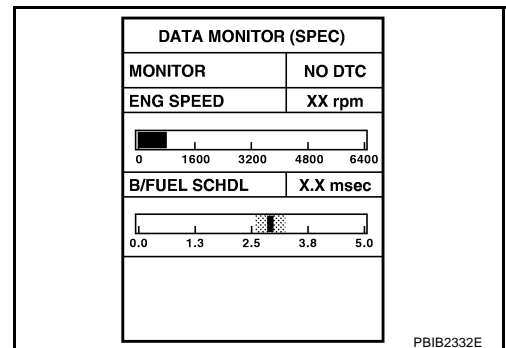 DATA MONITOR (SPEC)
MONITOR NO DTC
ENG SPEED XX rpm
0 1600 3200 4800 6400
B/FUEL SCHDL X.X msec
0.0 1.3 2.5 3.8 5.0
PBIB2332E